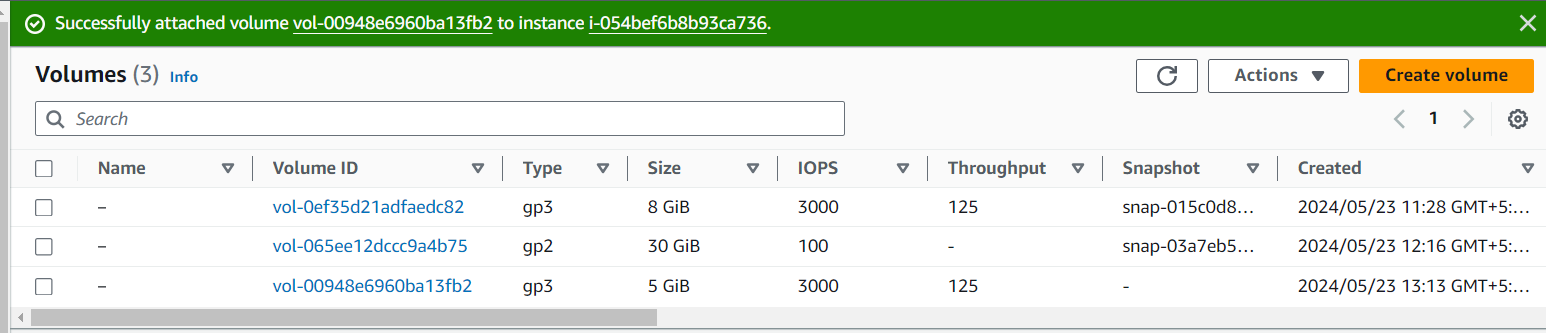 Successfully attached volume vol-00948e6960ba13fb2 to instance i-054bef6b8b93ca736.
Volumes (3) Info
Actions
Create volume
Search
1
Name Volume ID Type Size IOPS Throughput Snapshot Created
– vol-0ef35d21adfaedc82 gp3 8 GiB 3000 125 snap-015c0d8... 2024/05/23 11:28 GMT+5:...
– vol-065ee12dccc9a4b75 gp2 30 GiB 100 - snap-03a7eb5... 2024/05/23 12:16 GMT+5:...
– vol-00948e6960ba13fb2 gp3 5 GiB 3000 125 - 2024/05/23 13:13 GMT+5:...